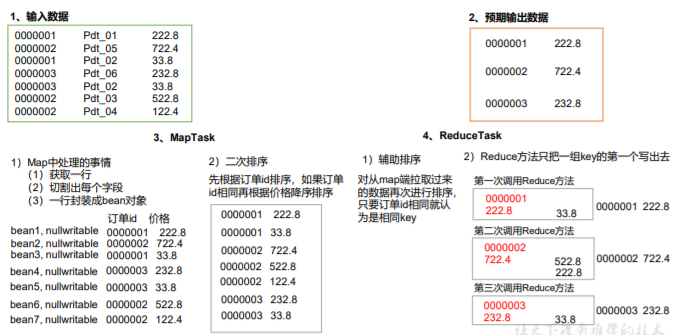 1、输入数据
0000001 Pdt_01 222.8
0000002 Pdt_05 722.4
0000001 Pdt_02 33.8
0000003 Pdt_06 232.8
0000003 Pdt_02 33.8
0000002 Pdt_03 522.8
0000002 Pdt_04 122.4
2、预期输出数据
0000001 222.8
0000002 722.4
0000003 232.8
3、MapTask
1）Map中处理的事情
（1）获取一行
（2）切割出每个字段
（3）一行封装成bean对象
订单id 价格
bean1, nullwritable 0000001 222.8
bean2, nullwritable 0000002 722.4
bean3, nullwritable 0000001 33.8
bean4, nullwritable 0000003 232.8
bean5, nullwritable 0000003 33.8
bean6, nullwritable 0000002 522.8
bean7, nullwritable 0000002 122.4
2）二次排序
先根据订单id排序，如果订单
id相同再根据价格降序排序
0000001 222.8
0000001 33.8
0000002 722.4
0000002 522.8
0000002 122.4
0000003 232.8
0000003 33.8
4、ReduceTask
1）辅助排序
对从map端拉取过来
的数据再次进行排序，
只要订单id相同就认
为是相同key
2）Reduce方法只把一组key的第一个写出去
第一次调用Reduce方法
0000001
222.8 33.8
0000001 222.8
第二次调用Reduce方法
0000002
722.4 522.8
222.8
0000002 722.4
第三次调用Reduce方法
0000003
232.8 33.8
0000003 232.8
让天下没有难学的技术